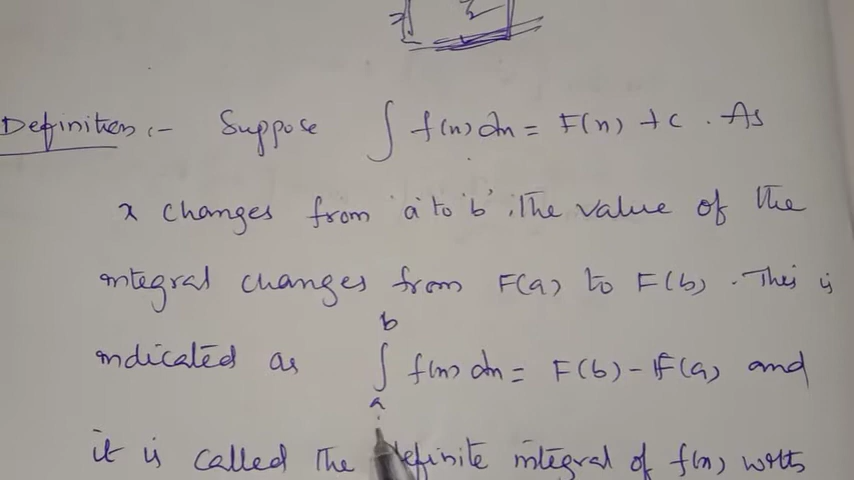 Definition :- Suppose ∫ f(x) dx = F(x) + c . As
x changes from 'a' to 'b', The value of the
integral changes from F(a) to F(b) . This is
indicated as ∫ₐᵇ f(x) dx = F(b) - F(a) and
it is called The definite integral of f(x)